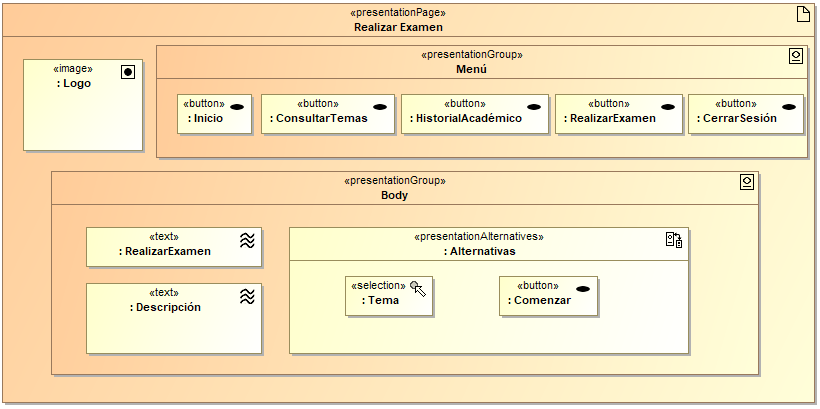 «presentationPage»
Realizar Examen
«image»
: Logo
«presentationGroup»
Menú
«button»
: Inicio
«button»
: ConsultarTemas
«button»
: HistorialAcadémico
«button»
: RealizarExamen
«button»
: CerrarSesión
«presentationGroup»
Body
«text»
: RealizarExamen
«text»
: Descripción
«presentationAlternatives»
: Alternativas
«selection»
: Tema
«button»
: Comenzar